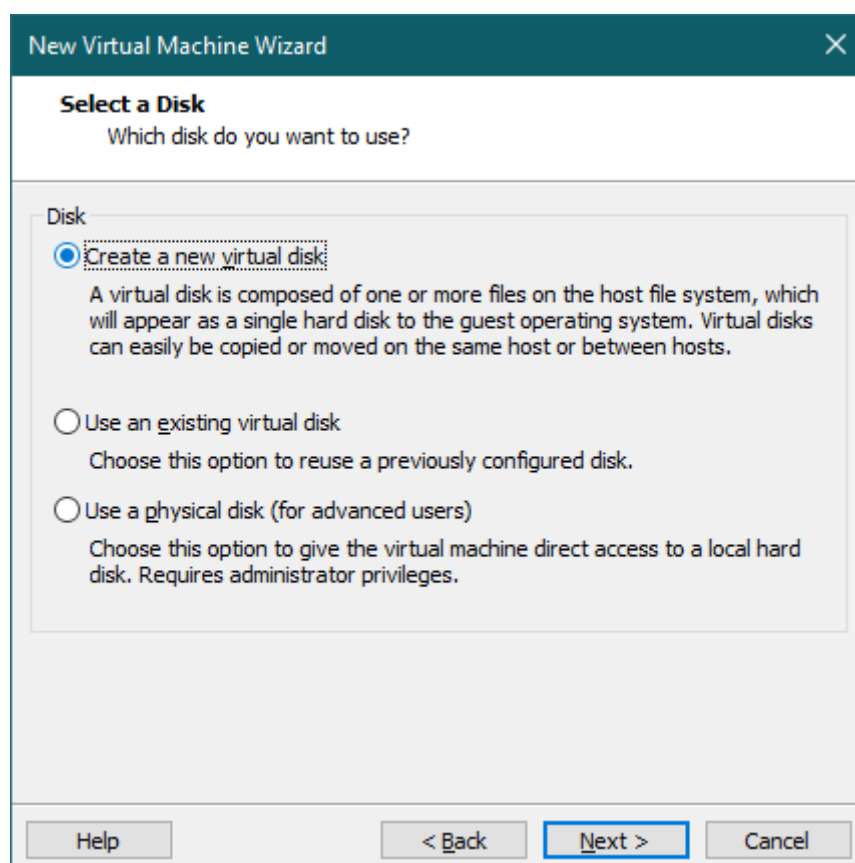 New Virtual Machine Wizard
Select a Disk
Which disk do you want to use?
Disk
Create a new virtual disk
A virtual disk is composed of one or more files on the host file system, which
will appear as a single hard disk to the guest operating system. Virtual disks
can easily be copied or moved on the same host or between hosts.
Use an existing virtual disk
Choose this option to reuse a previously configured disk.
Use a physical disk (for advanced users)
Choose this option to give the virtual machine direct access to a local hard
disk. Requires administrator privileges.
Help
< Back
Next >
Cancel